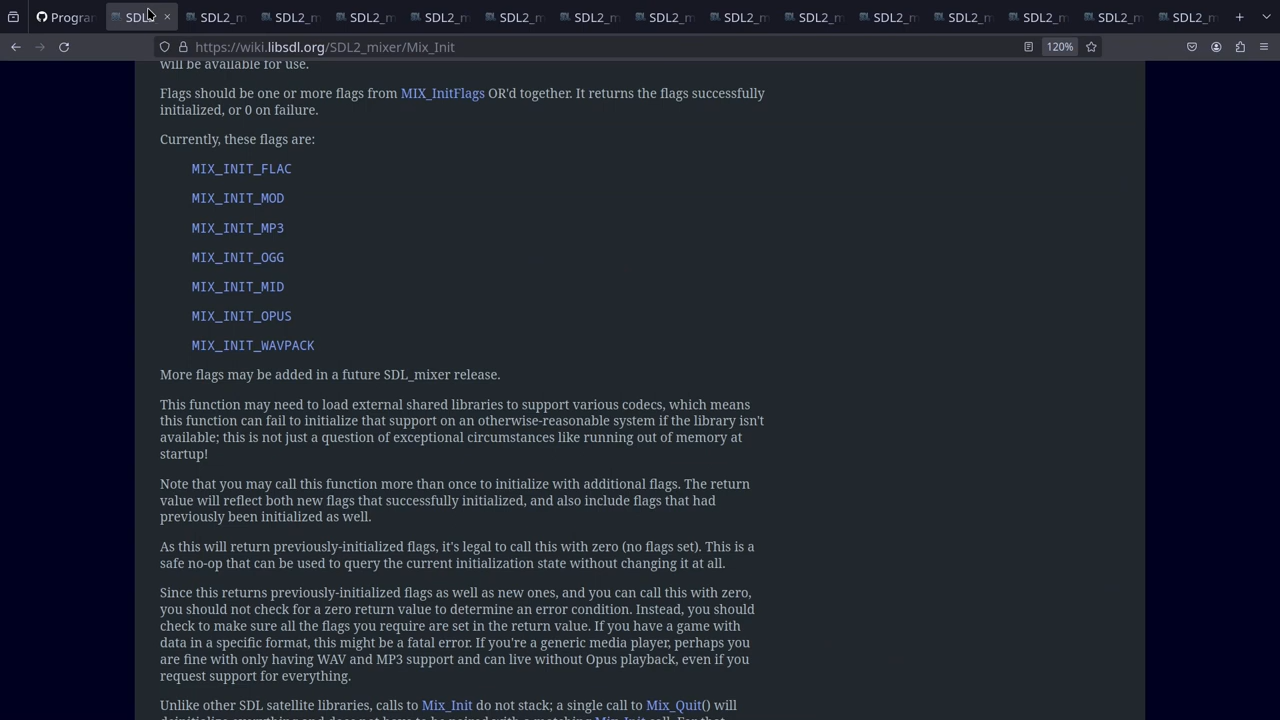 Progra
SDL
SDL2_m
SDL2_m
SDL2_m
SDL2_m
SDL2_m
SDL2_m
SDL2_m
SDL2_m
SDL2_m
SDL2_m
SDL2_m
SDL2_m
SDL2_m
SDL2_m
https://wiki.libsdl.org/SDL2_mixer/Mix_Init
120%
will be available for use.
Flags should be one or more flags from MIX_InitFlags OR'd together. It returns the flags successfully
initialized, or 0 on failure.
Currently, these flags are:
MIX_INIT_FLAC
MIX_INIT_MOD
MIX_INIT_MP3
MIX_INIT_OGG
MIX_INIT_MID
MIX_INIT_OPUS
MIX_INIT_WAVPACK
More flags may be added in a future SDL_mixer release.
This function may need to load external shared libraries to support various codecs, which means
this function can fail to initialize that support on an otherwise-reasonable system if the library isn't
available; this is not just a question of exceptional circumstances like running out of memory at
startup!
Note that you may call this function more than once to initialize with additional flags. The return
value will reflect both new flags that successfully initialized, and also include flags that had
previously been initialized as well.
As this will return previously-initialized flags, it's legal to call this with zero (no flags set). This is a
safe no-op that can be used to query the current initialization state without changing it at all.
Since this returns previously-initialized flags as well as new ones, and you can call this with zero,
you should not check for a zero return value to determine an error condition. Instead, you should
check to make sure all the flags you require are set in the return value. If you have a game with
data in a specific format, this might be a fatal error. If you're a generic media player, perhaps you
are fine with only having WAV and MP3 support and can live without Opus playback, even if you
request support for everything.
Unlike other SDL satellite libraries, calls to Mix_Init do not stack; a single call to Mix_Quit() will
deinitialize everything and does not have to be paired with a matching Mix_Init call. For that